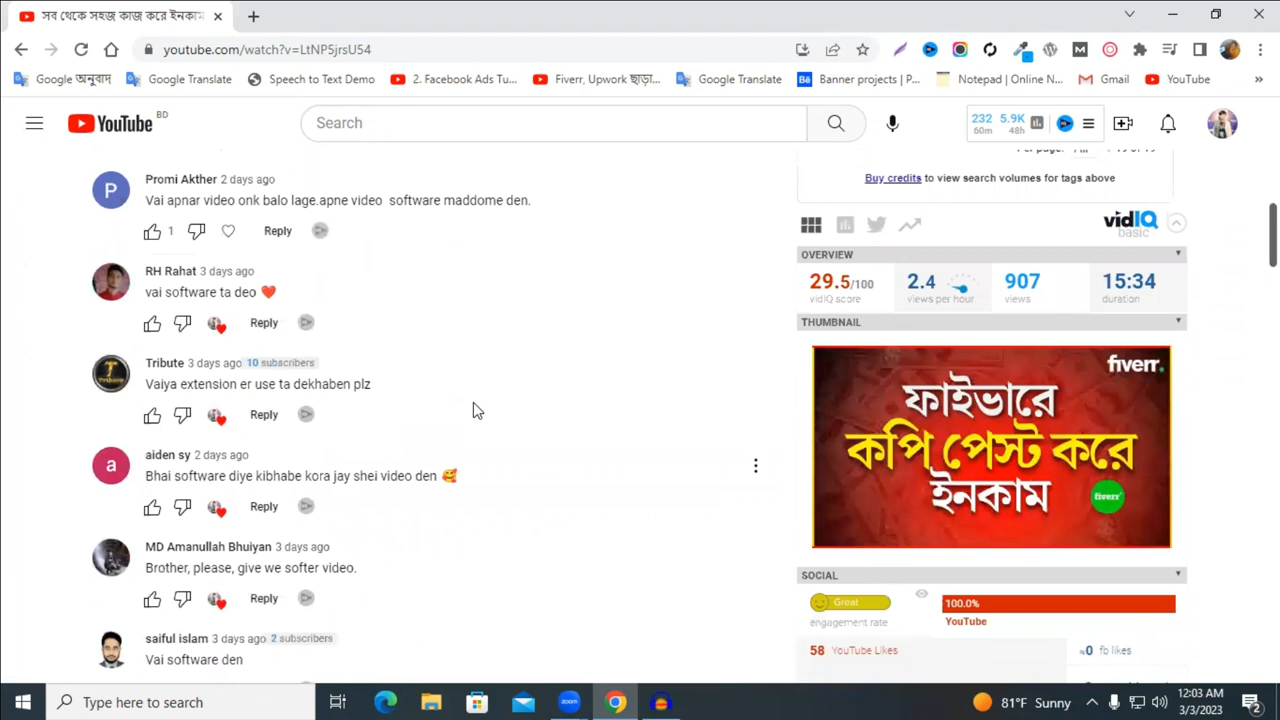 সব থেকে সহজ কাজ করে ইনকাম
youtube.com/watch?v=LtNP5jrsU54
Google অনুবাদ
Google Translate
Speech to Text Demo
2. Facebook Ads Tu...
Fiverr, Upwork ছাড়া...
Google Translate
Banner projects | P...
Notepad | Online N...
Gmail
YouTube
YouTube BD
Search
232 60m
5.9K 48h
Buy credits to view search volumes for tags above
Promi Akther 2 days ago
Vai apnar video onk balo lage.apne video software maddome den.
1 Reply
RH Rahat 3 days ago
vai software ta deo ❤️
Reply
Tribute 3 days ago 10 subscribers
Vaiya extension er use ta dekhaben plz
Reply
aiden sy 2 days ago
Bhai software diye kibhabe kora jay shei video den 🥰
Reply
MD Amanullah Bhuiyan 3 days ago
Brother, please, give we softer video.
Reply
saiful islam 3 days ago 2 subscribers
Vai software den
vidIQ basic
OVERVIEW
29.5/100 vidIQ score
2.4 views per hour
907 views
15:34 duration
THUMBNAIL
fiverr.
ফাইভারে
কপি পেস্ট করে
ইনকাম
fiverr
SOCIAL
Great engagement rate
100.0% YouTube
58 YouTube Likes
≈0 fb likes
Type here to search
zoom
81°F Sunny
12:03 AM
3/3/2023
2